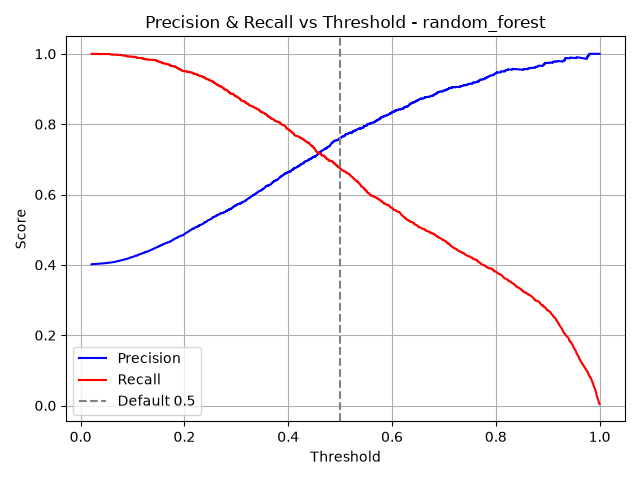 Precision & Recall vs Threshold - random_forest
Score
1.0
0.8
0.6
0.4
0.2
0.0
Precision
Recall
Default 0.5
0.0 0.2 0.4 0.6 0.8 1.0
Threshold